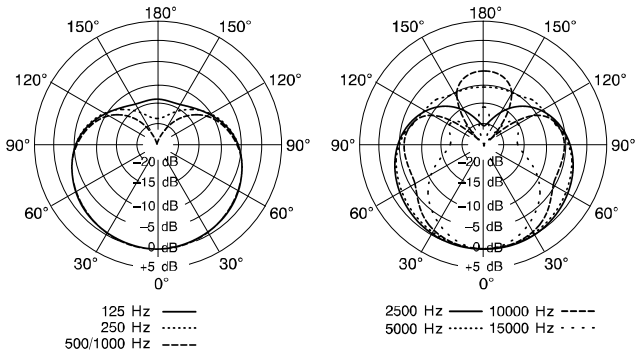 180°
150° 150°
120° 120°
90° 90°
–20 dB
–15 dB
–10 dB
–5 dB
0 dB
+5 dB
60° 60°
30° 30°
0°
125 Hz
250 Hz
500/1000 Hz
180°
150° 150°
120° 120°
90° 90°
–20 dB
–15 dB
–10 dB
–5 dB
0 dB
+5 dB
60° 60°
30° 30°
0°
2500 Hz 10000 Hz
5000 Hz 15000 Hz